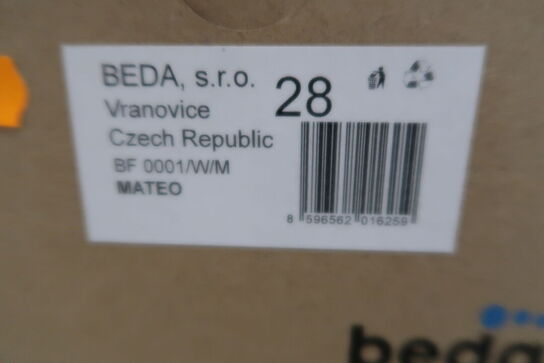 BEDA, s.r.o.
28
Vranovice
Czech Republic
BF 0001/W/M
MATEO
8 596562 016259
beda